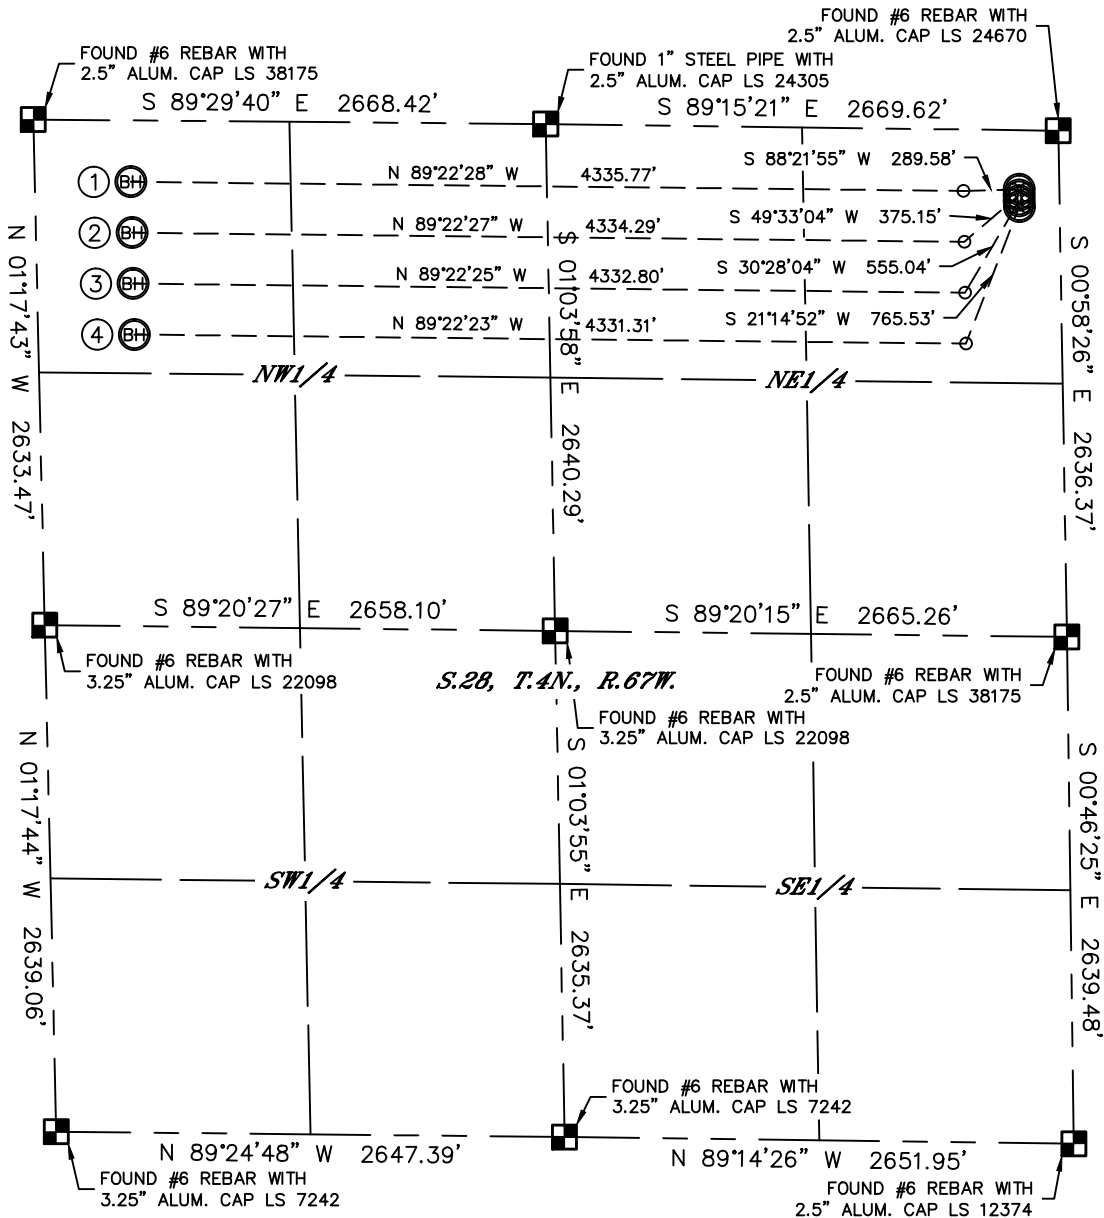 FOUND #6 REBAR WITH
2.5" ALUM. CAP LS 24670
FOUND #6 REBAR WITH
2.5" ALUM. CAP LS 38175
FOUND 1" STEEL PIPE WITH
2.5" ALUM. CAP LS 24305
S 89°29'40" E 2668.42'
S 89°15'21" E 2669.62'
1 BH N 89°22'28" W 4335.77'
S 88°21'55" W 289.58'
2 BH N 89°22'27" W 4334.29'
S 49°33'04" W 375.15'
3 BH N 89°22'25" W 4332.80'
S 30°28'04" W 555.04'
4 BH N 89°22'23" W 4331.31'
S 21°14'52" W 765.53'
N 01°17'43" W 2633.47'
S 01°03'58" E 2640.29'
S 00°58'26" E 2636.37'
NW1/4
NE1/4
S 89°20'27" E 2658.10'
S 89°20'15" E 2665.26'
FOUND #6 REBAR WITH
3.25" ALUM. CAP LS 22098
S.28, T.4N., R.67W.
FOUND #6 REBAR WITH
2.5" ALUM. CAP LS 38175
FOUND #6 REBAR WITH
3.25" ALUM. CAP LS 22098
N 01°17'44" W 2639.06'
S 01°03'55" E 2635.37'
S 00°46'25" E 2639.48'
SW1/4
SE1/4
FOUND #6 REBAR WITH
3.25" ALUM. CAP LS 7242
N 89°24'48" W 2647.39'
N 89°14'26" W 2651.95'
FOUND #6 REBAR WITH
3.25" ALUM. CAP LS 7242
FOUND #6 REBAR WITH
2.5" ALUM. CAP LS 12374